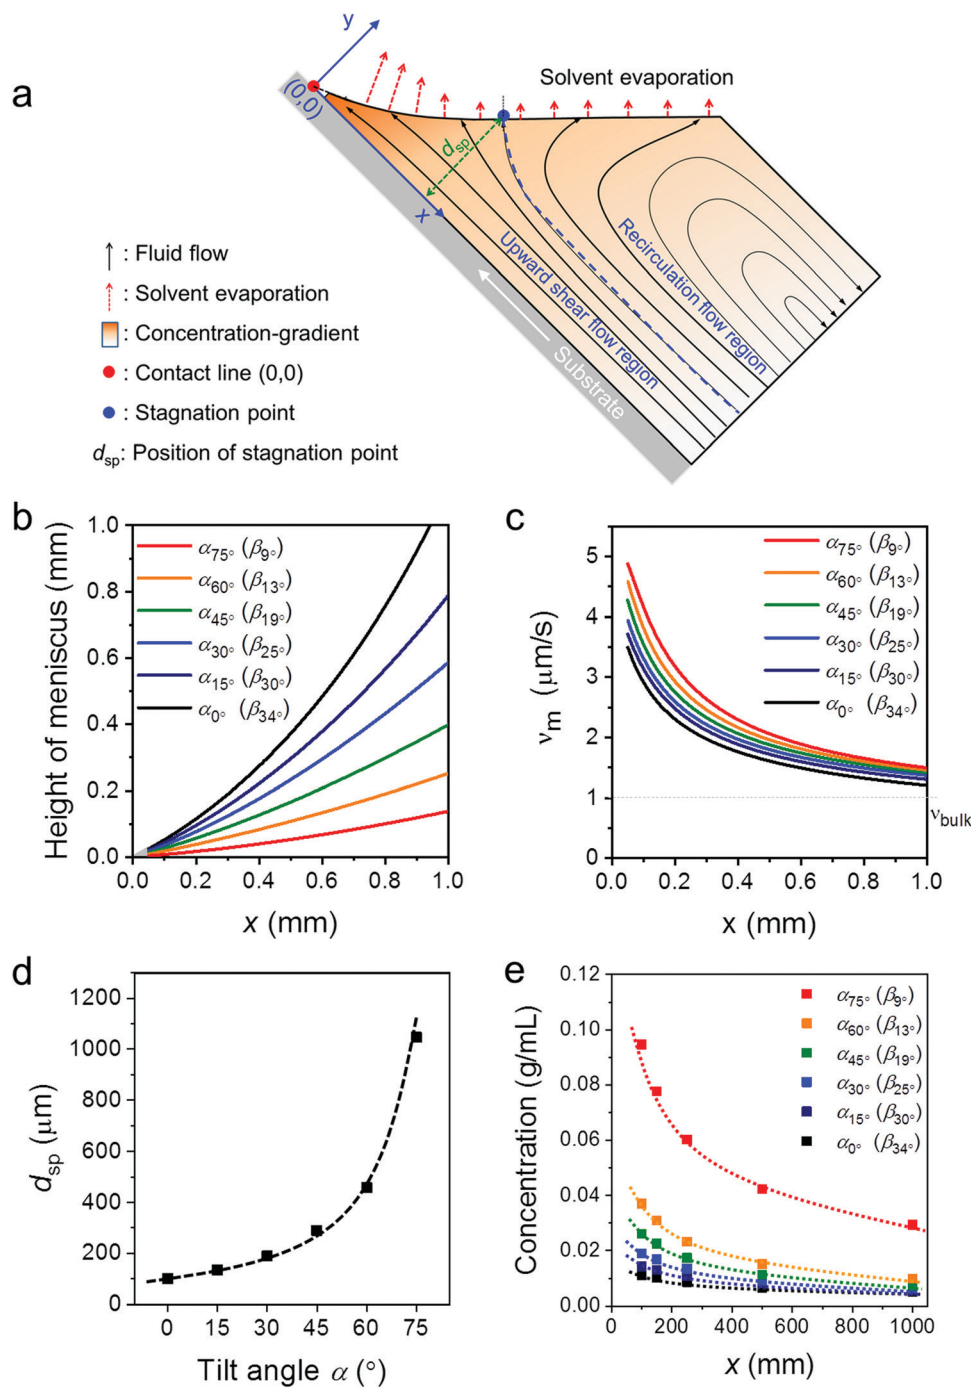 a
y
(0,0)
Solvent evaporation
d_sp
x
Upward shear flow region
Recirculation flow region
Substrate
: Fluid flow
: Solvent evaporation
: Concentration-gradient
: Contact line (0,0)
: Stagnation point
d_sp: Position of stagnation point
b
Height of meniscus (mm)
1.0
0.8
0.6
0.4
0.2
0.0
α75° (β9°)
α60° (β13°)
α45° (β19°)
α30° (β25°)
α15° (β30°)
α0° (β34°)
0.0 0.2 0.4 0.6 0.8 1.0
x (mm)
c
ν_m (μm/s)
5
4
3
2
1
0
α75° (β9°)
α60° (β13°)
α45° (β19°)
α30° (β25°)
α15° (β30°)
α0° (β34°)
ν_bulk
0.0 0.2 0.4 0.6 0.8 1.0
x (mm)
d
d_sp (μm)
1200
1000
800
600
400
200
0
0 15 30 45 60 75
Tilt angle α (°)
e
Concentration (g/mL)
0.12
0.10
0.08
0.06
0.04
0.02
0.00
α75° (β9°)
α60° (β13°)
α45° (β19°)
α30° (β25°)
α15° (β30°)
α0° (β34°)
0 200 400 600 800 1000
x (mm)